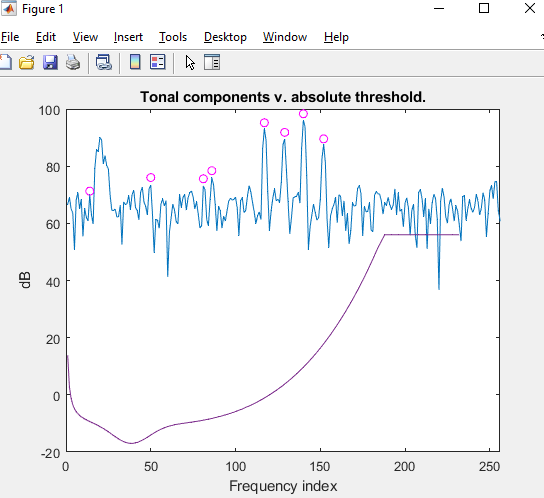 Figure 1
File Edit View Insert Tools Desktop Window Help
Tonal components v. absolute threshold.
100
80
60
40
20
0
-20
dB
0 50 100 150 200 250
Frequency index